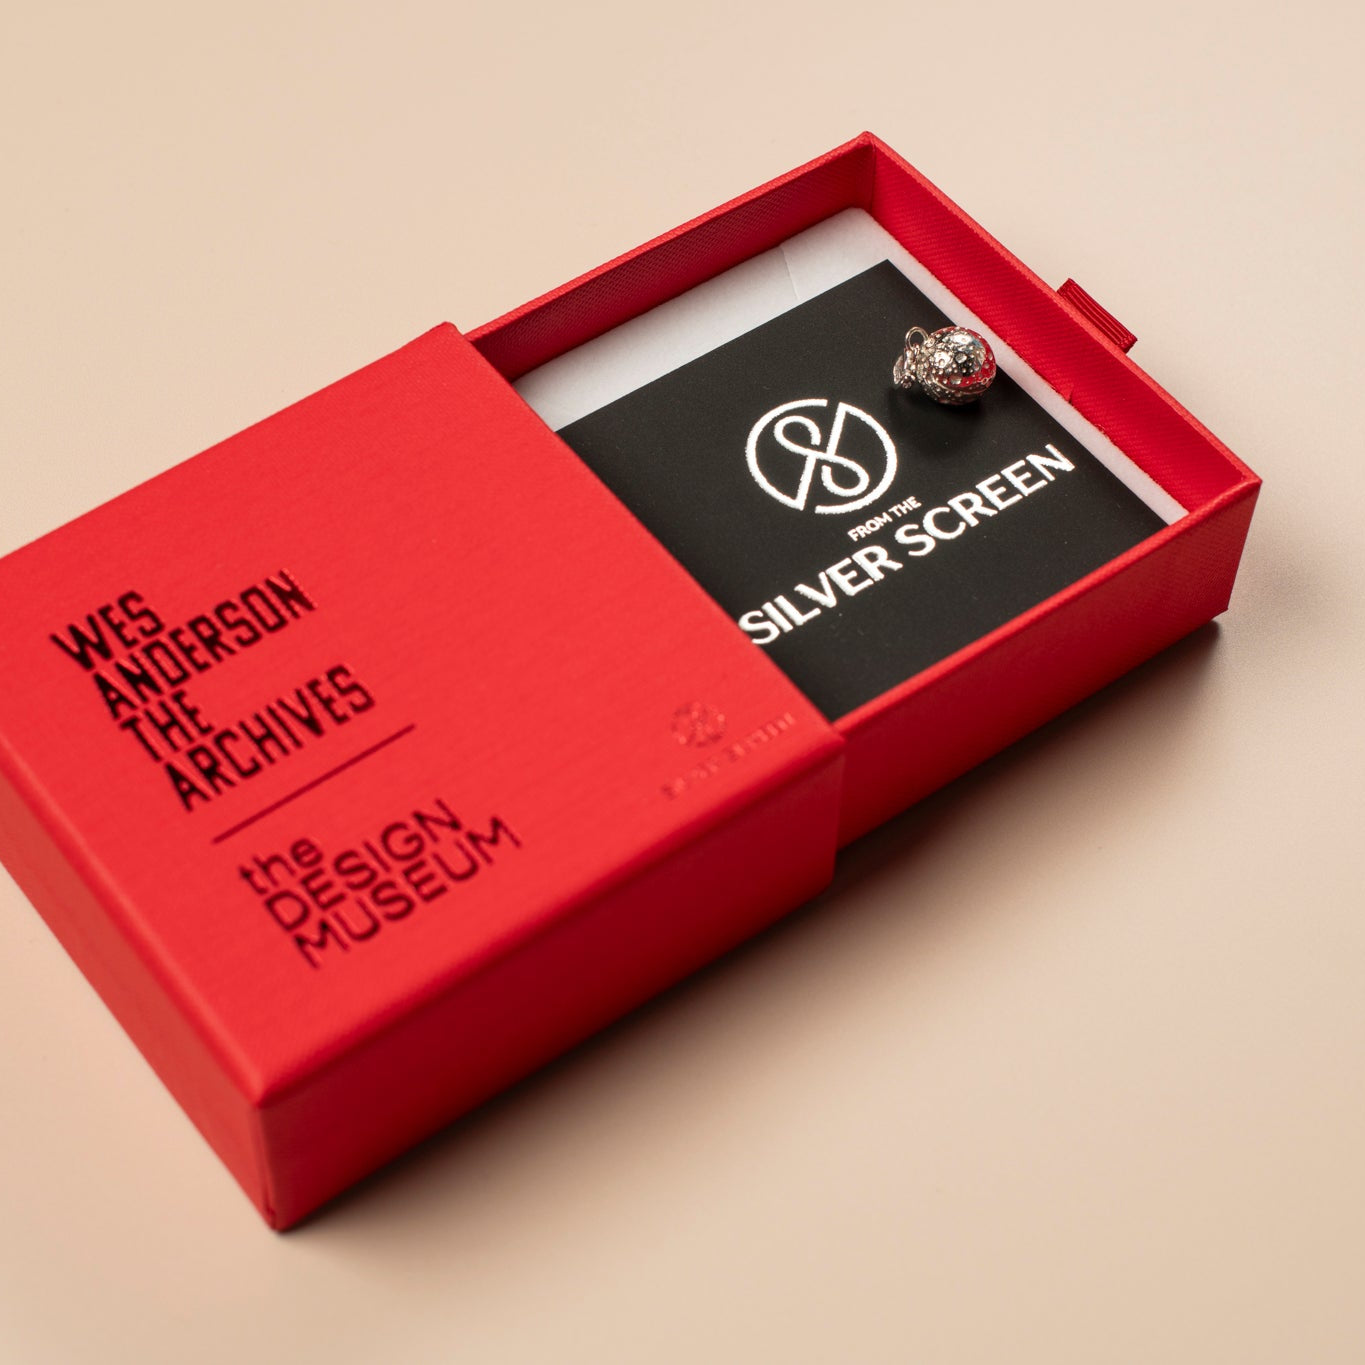 WES
ANDERSON
THE
ARCHIVES
the
DESIGN
MUSEUM
FROM THE
SILVER SCREEN